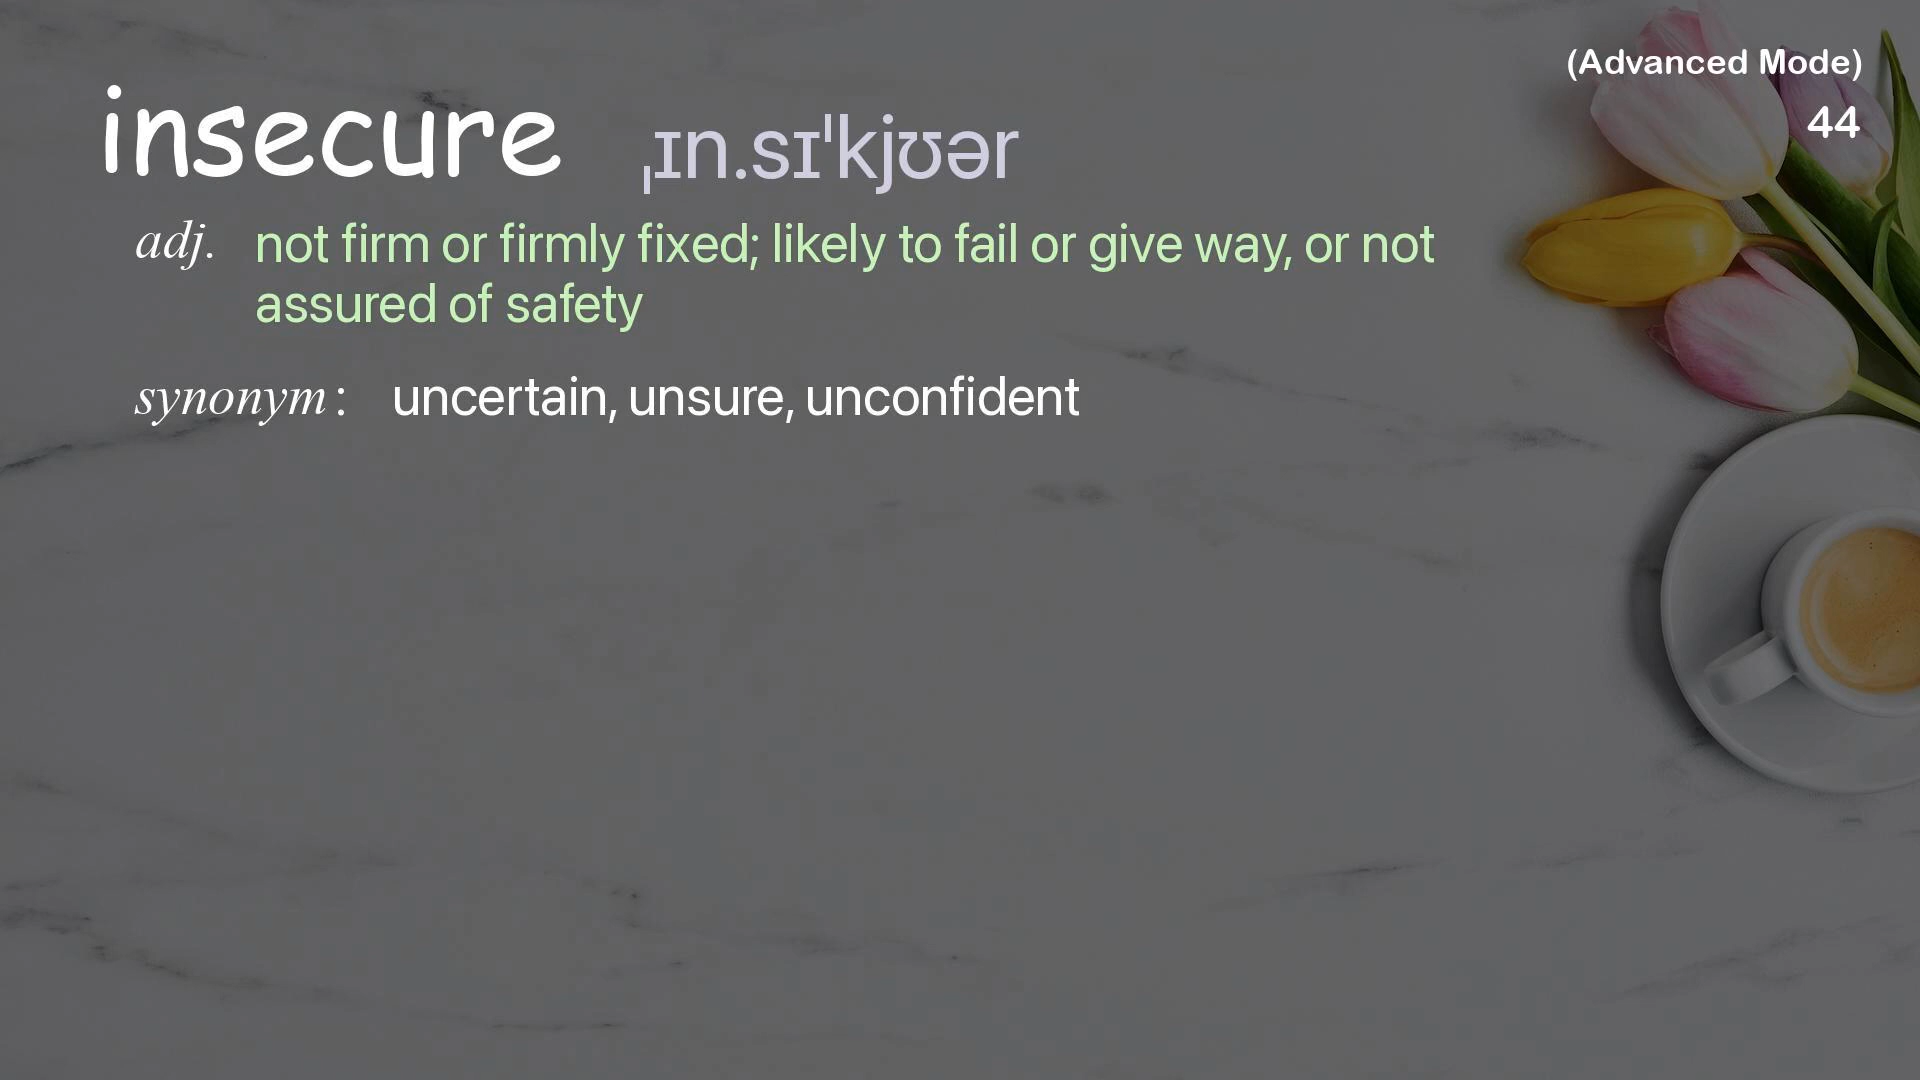 (Advanced Mode)
44
insecure ˌɪn.sɪˈkjʊər
adj. not firm or firmly fixed; likely to fail or give way, or not
assured of safety
synonym: uncertain, unsure, unconfident